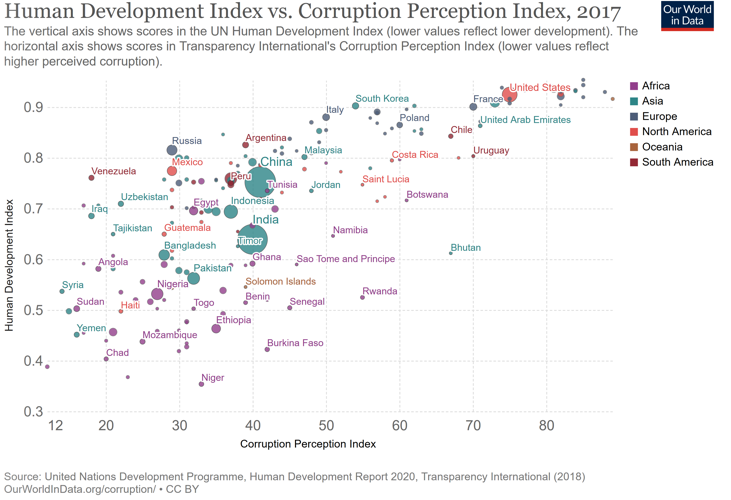 Human Development Index vs. Corruption Perception Index, 2017
Our World
in Data
The vertical axis shows scores in the UN Human Development Index (lower values reflect lower development). The
horizontal axis shows scores in Transparency International's Corruption Perception Index (lower values reflect
higher perceived corruption).
Human Development Index
0.9
0.8
0.7
0.6
0.5
0.4
0.3
12
20
30
40
50
60
70
80
Corruption Perception Index
United States
South Korea
France
Italy
Poland
United Arab Emirates
Russia
Argentina
Chile
Malaysia
Costa Rica
Uruguay
Venezuela
Mexico
China
Peru
Tunisia
Jordan
Saint Lucia
Botswana
Uzbekistan
Iraq
Egypt
Indonesia
India
Tajikistan
Guatemala
Namibia
Timor
Bangladesh
Bhutan
Ghana
Sao Tome and Principe
Angola
Pakistan
Syria
Nigeria
Solomon Islands
Rwanda
Sudan
Haiti
Togo
Benin
Senegal
Yemen
Mozambique
Ethiopia
Chad
Burkina Faso
Niger
Africa
Asia
Europe
North America
Oceania
South America
Source: United Nations Development Programme, Human Development Report 2020, Transparency International (2018)
OurWorldInData.org/corruption/ • CC BY